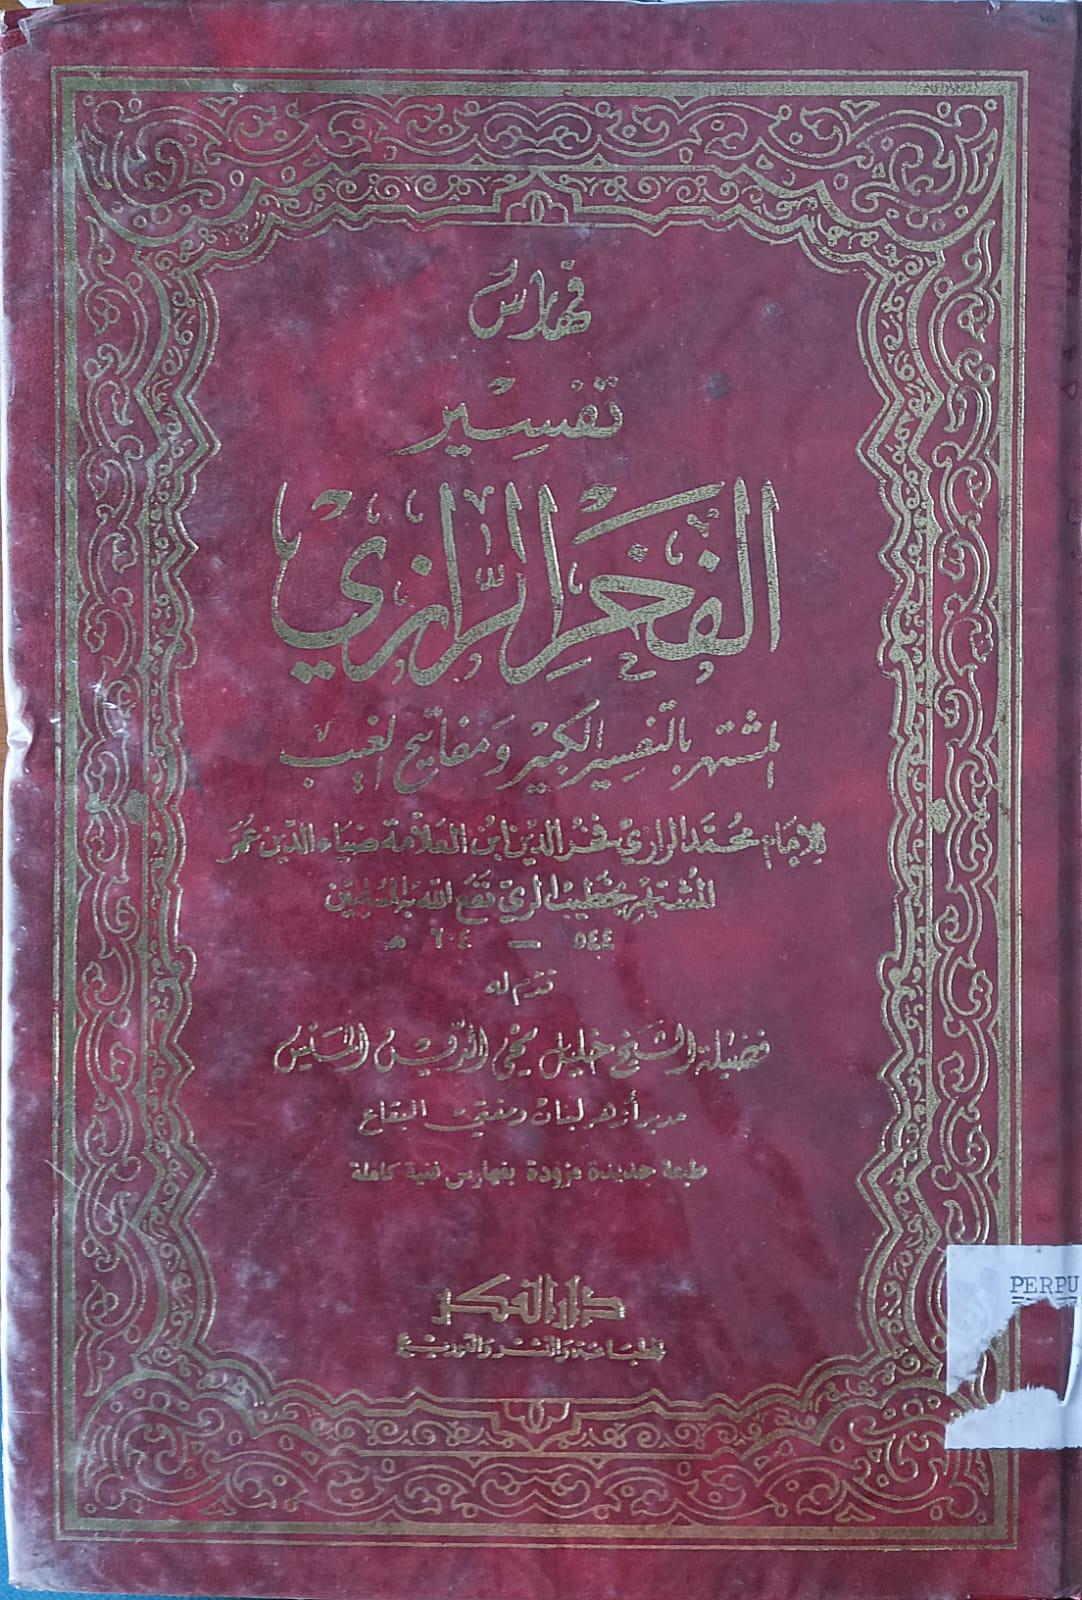 فهارس
تفسير
الفخر الرازي
المشتهر بالتفسير الكبير ومفاتيح الغيب
للإمام محمد الرازي فخر الدين ابن العلامة ضياء الدين عمر
المشتهر بخطيب الري نفع الله به المسلمين
٥٤٤ — ٦٠٤ هـ
قدم له
فضيلة الشيخ خليل محي الدين الميس
مدير أزهر لبنان ومفتي البقاع
طبعة جديدة مزودة بفهارس فنية كاملة
دار الفكر
للطباعة والنشر والتوزيع
PERPU